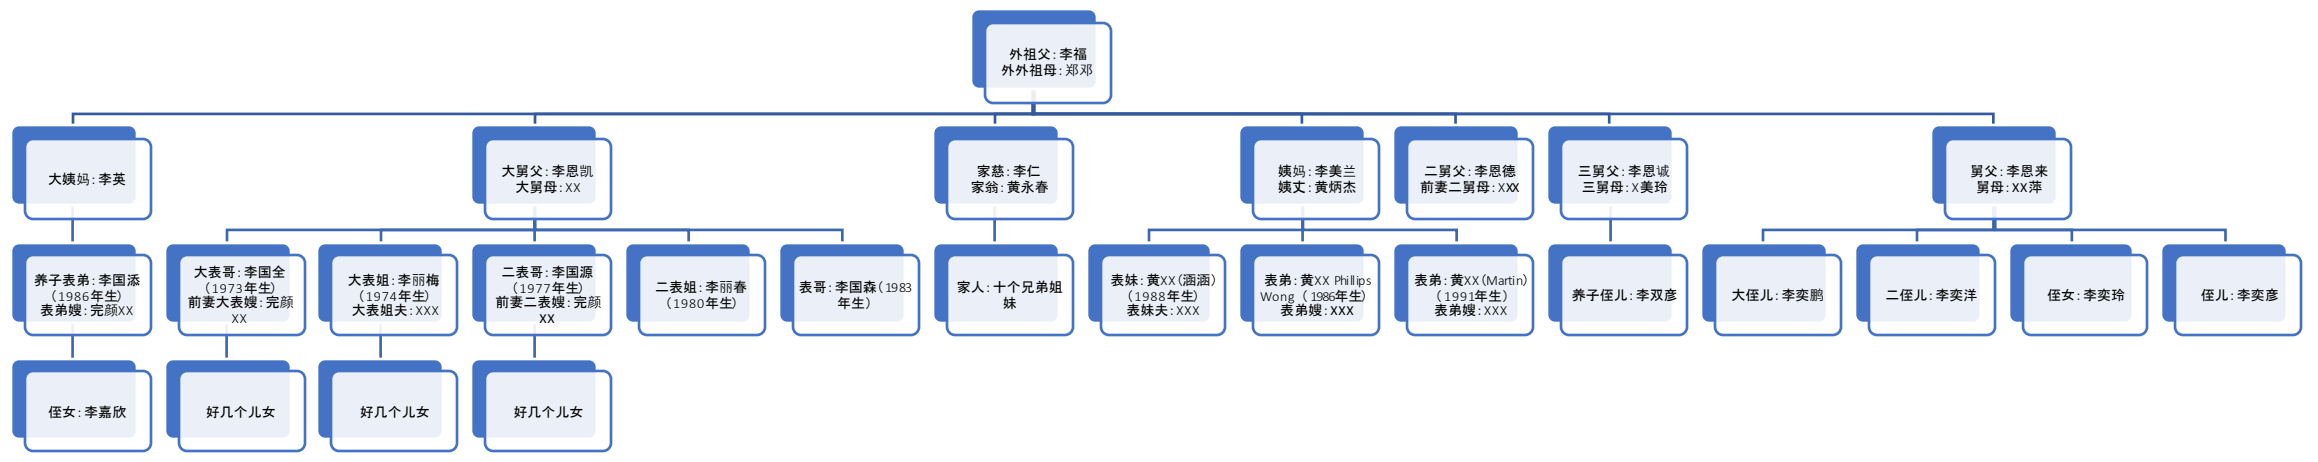 外祖父：李福
外外祖母：郑邓
大姨妈：李英
大舅父：李恩凯
大舅母：XX
家慈：李仁
家翁：黄永春
姨妈：李美兰
姨丈：黄炳杰
二舅父：李恩德
前妻二舅母：XXX
三舅父：李恩诚
三舅母：X美玲
舅父：李恩来
舅母：XX萍
养子表弟：李国添
（1986年生）
表弟嫂：完颜XX
大表哥：李国全
（1973年生）
前妻大表嫂：完颜
XX
大表姐：李丽梅
（1974年生）
大表姐夫：XXX
二表哥：李国源
（1977年生）
前妻二表嫂：完颜
XX
二表姐：李丽春
（1980年生）
表哥：李国森（1983
年生）
家人：十个兄弟姐
妹
表妹：黄XX（涵涵）
（1988年生）
表妹夫：XXX
表弟：黄XX Phillips
Wong（1986年生）
表弟嫂：XXX
表弟：黄XX（Martin）
（1991年生）
表弟嫂：XXX
养子侄儿：李双彦
大侄儿：李奕鹏
二侄儿：李奕洋
侄女：李奕玲
侄儿：李奕彦
侄女：李嘉欣
好几个儿女
好几个儿女
好几个儿女